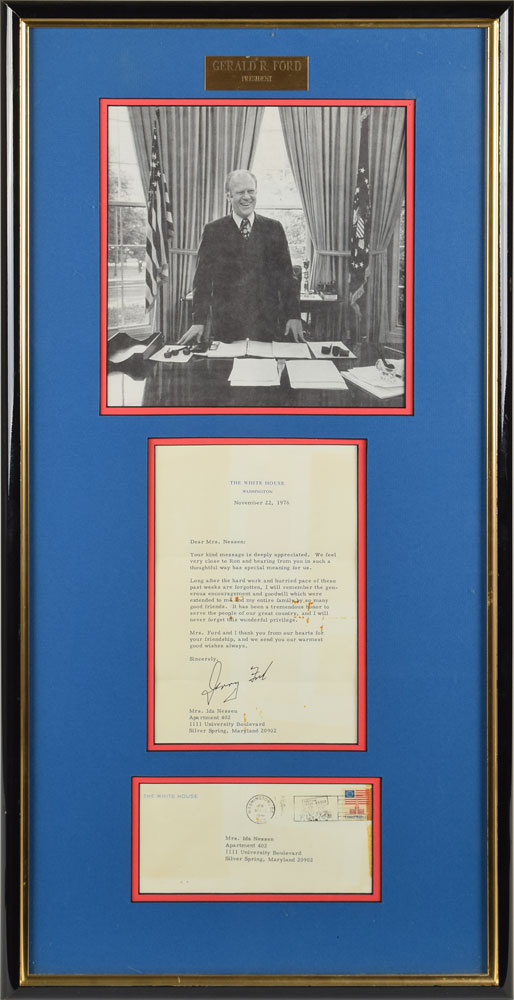 GERALD R. FORD
PRESIDENT
THE WHITE HOUSE
WASHINGTON
November 22, 1976
Dear Mrs. Nessen:
Your kind message is deeply appreciated. We feel
very close to Ron and hearing from you in such a
thoughtful way has special meaning for us.
Long after the hard work and hurried pace of these
past weeks are forgotten, I will remember the gen-
erous encouragement and goodwill which were
extended to me and my entire family by so many
good friends. It has been a tremendous honor to
serve the people of our great country, and I will
never forget this wonderful privilege.
Mrs. Ford and I thank you from our hearts for
your friendship, and we send you our warmest
good wishes always.
Sincerely,
Jerry Ford
Mrs. Ida Nessen
Apartment 402
1111 University Boulevard
Silver Spring, Maryland 20902
THE WHITE HOUSE
Mrs. Ida Nessen
Apartment 402
1111 University Boulevard
Silver Spring, Maryland 20902